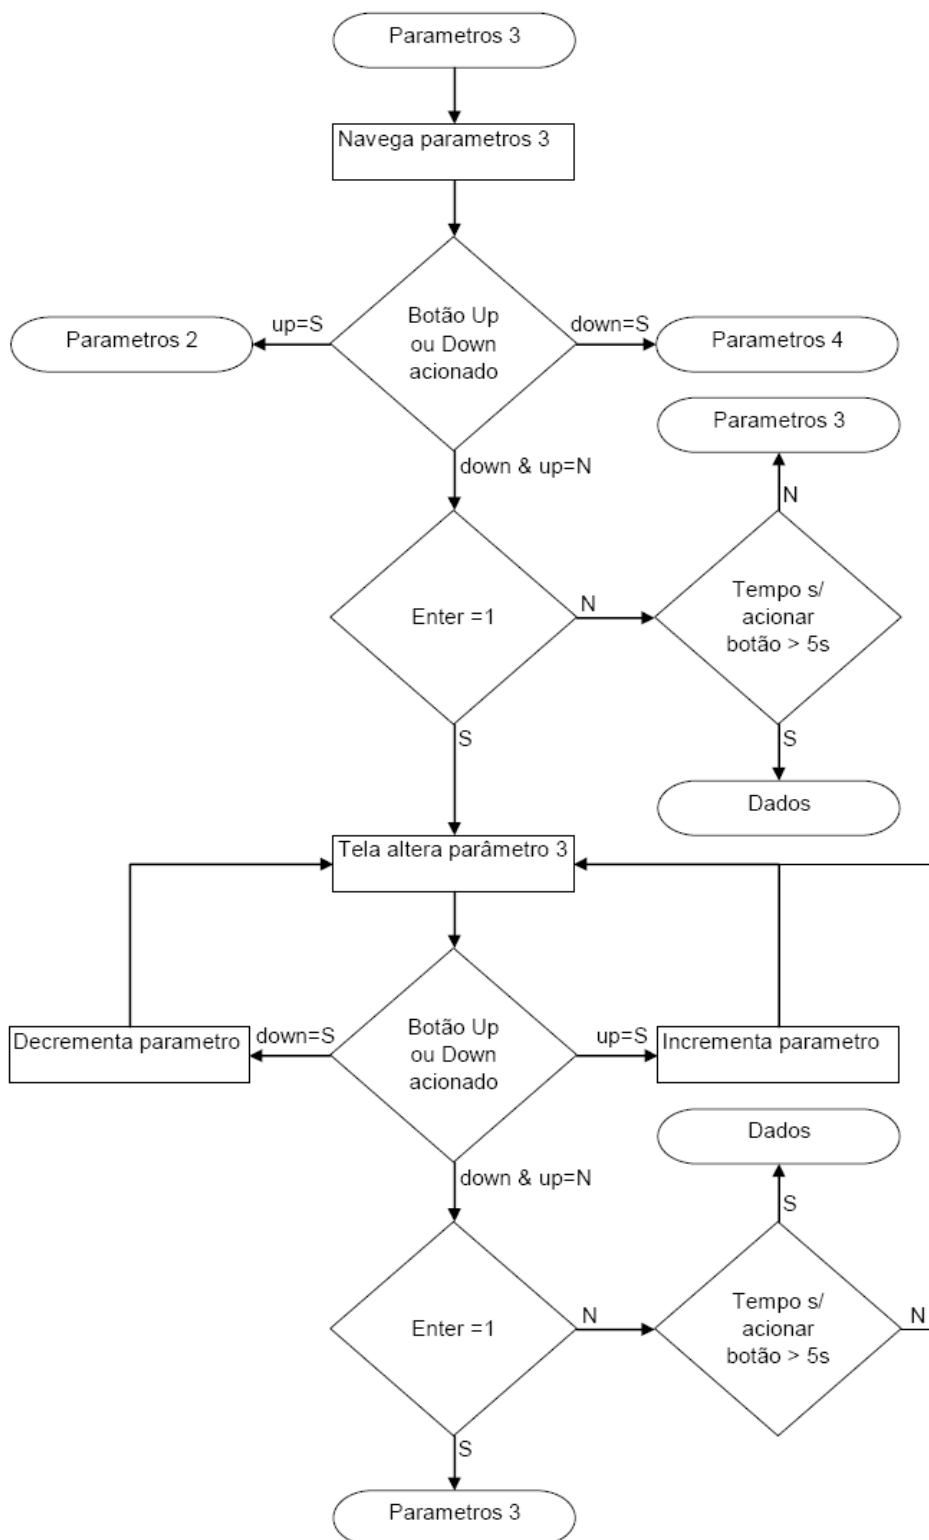 Parametros 3
Navega parametros 3
Botão Up
ou Down
acionado
up=S
down=S
Parametros 2
Parametros 4
Parametros 3
down & up=N
N
Enter =1
N
Tempo s/
acionar
botão > 5s
S
S
Dados
Tela altera parâmetro 3
Botão Up
ou Down
acionado
down=S
up=S
Decrementa parametro
Incrementa parametro
Dados
down & up=N
S
Enter =1
N
Tempo s/
acionar
botão > 5s
N
S
Parametros 3